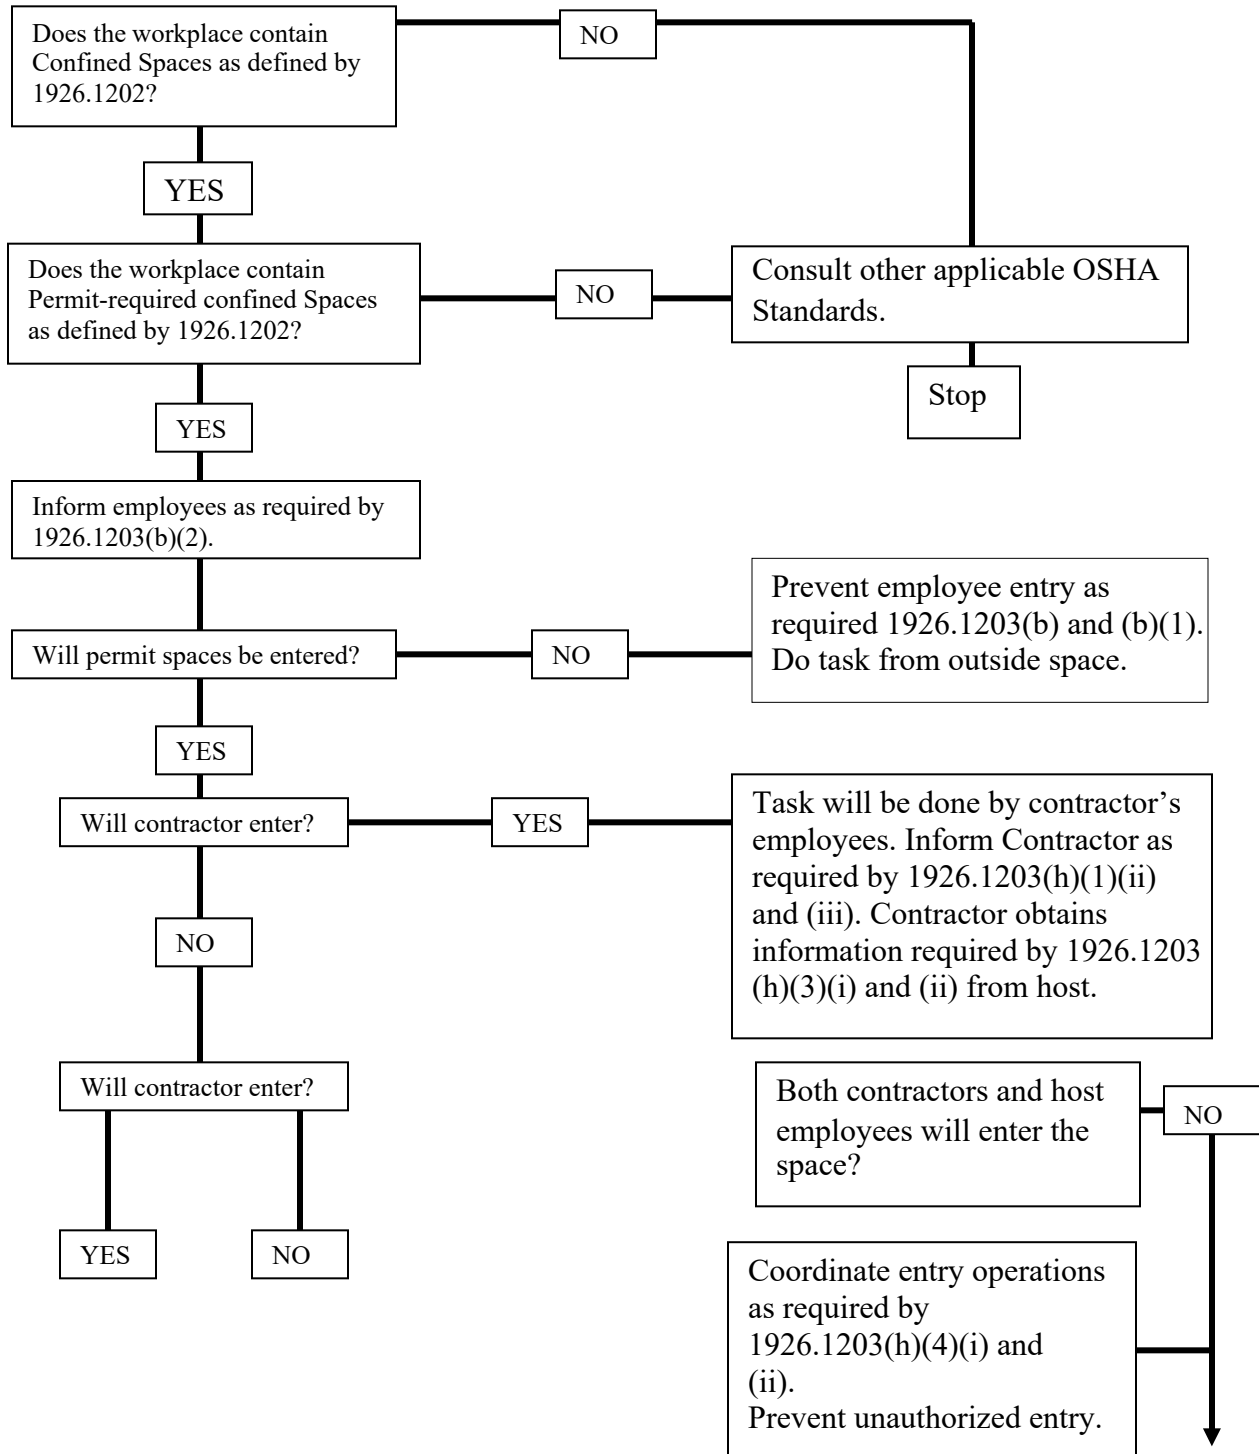 Does the workplace contain
Confined Spaces as defined by
1926.1202?
NO
YES
Does the workplace contain
Permit-required confined Spaces
as defined by 1926.1202?
NO
Consult other applicable OSHA
Standards.
Stop
YES
Inform employees as required by
1926.1203(b)(2).
Will permit spaces be entered?
NO
Prevent employee entry as
required 1926.1203(b) and (b)(1).
Do task from outside space.
YES
Will contractor enter?
YES
Task will be done by contractor’s
employees. Inform Contractor as
required by 1926.1203(h)(1)(ii)
and (iii). Contractor obtains
information required by 1926.1203
(h)(3)(i) and (ii) from host.
NO
Will contractor enter?
YES
NO
Both contractors and host
employees will enter the
space?
NO
Coordinate entry operations
as required by
1926.1203(h)(4)(i) and
(ii).
Prevent unauthorized entry.